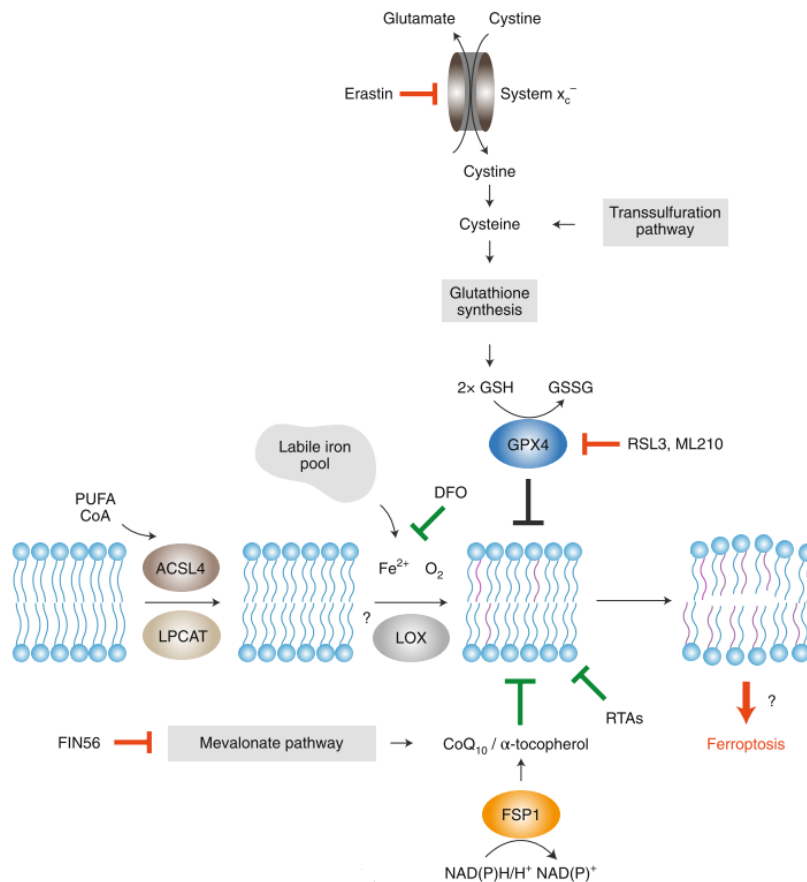 Glutamate Cystine
Erastin
System x_c^−
Cystine
Cysteine
Transsulfuration
pathway
Glutathione
synthesis
2× GSH GSSG
GPX4
RSL3, ML210
Labile iron
pool
DFO
PUFA
CoA
ACSL4
Fe²⁺ O₂
LPCAT
?
LOX
RTAs
?
FIN56
Mevalonate pathway
CoQ₁₀ / α-tocopherol
Ferroptosis
FSP1
NAD(P)H/H⁺ NAD(P)⁺